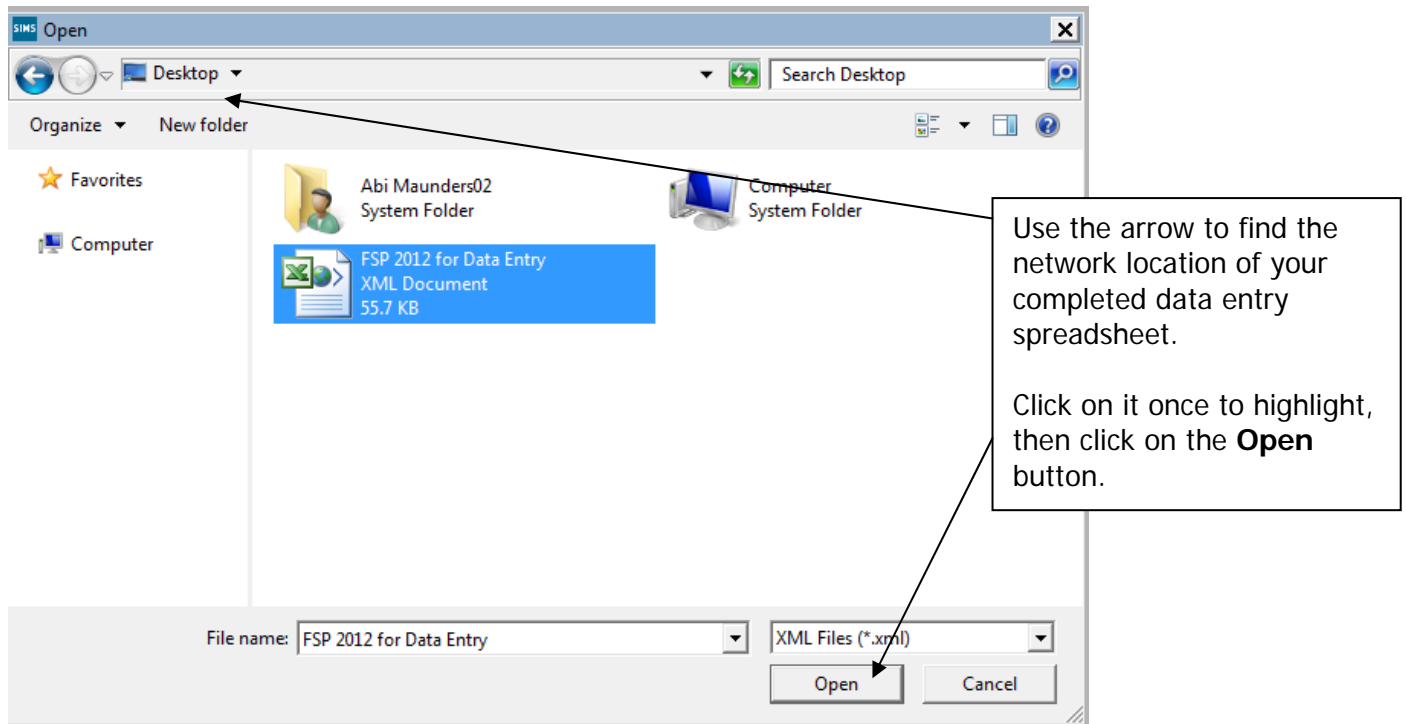 SIMS Open
Desktop
Search Desktop
Organize New folder
Favorites
Computer
Abi Maunders02
System Folder
Computer
System Folder
FSP 2012 for Data Entry
XML Document
55.7 KB
Use the arrow to find the
network location of your
completed data entry
spreadsheet.
Click on it once to highlight,
then click on the Open
button.
File name: FSP 2012 for Data Entry XML Files (*.xml)
Open Cancel